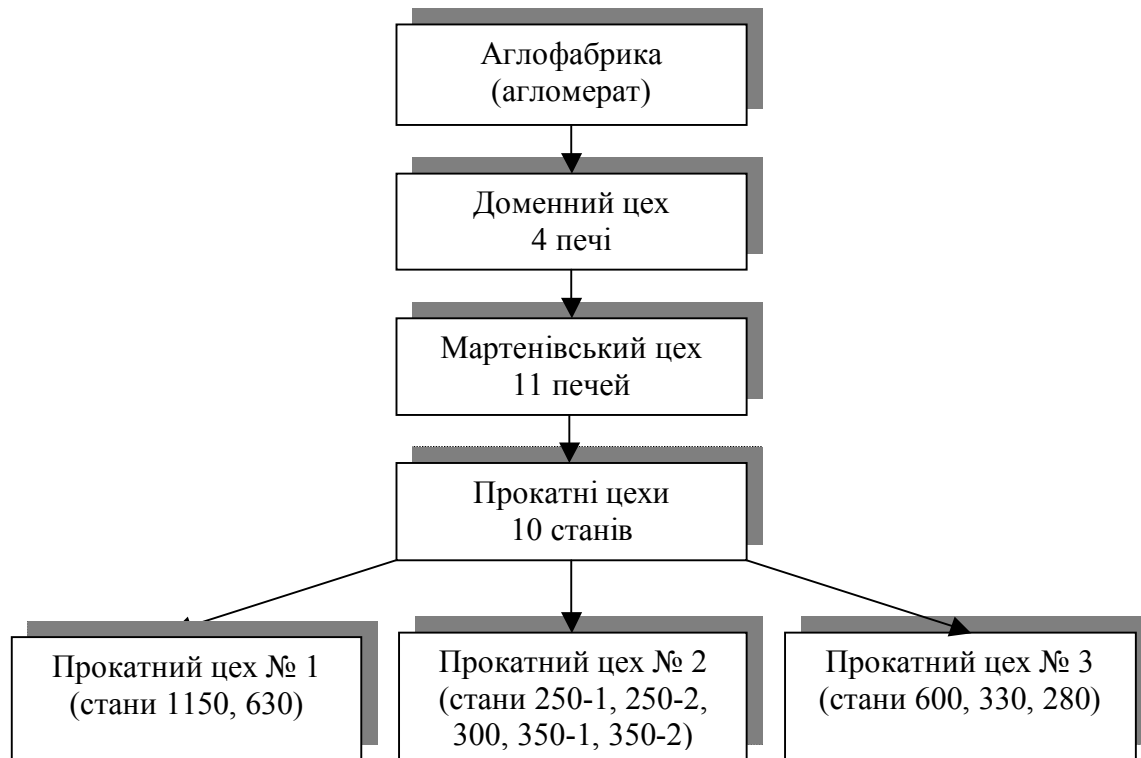 Аглофабрика
(агломерат)
Доменний цех
4 печі
Мартенівський цех
11 печей
Прокатні цехи
10 станів
Прокатний цех № 1
(стани 1150, 630)
Прокатний цех № 2
(стани 250-1, 250-2,
300, 350-1, 350-2)
Прокатний цех № 3
(стани 600, 330, 280)